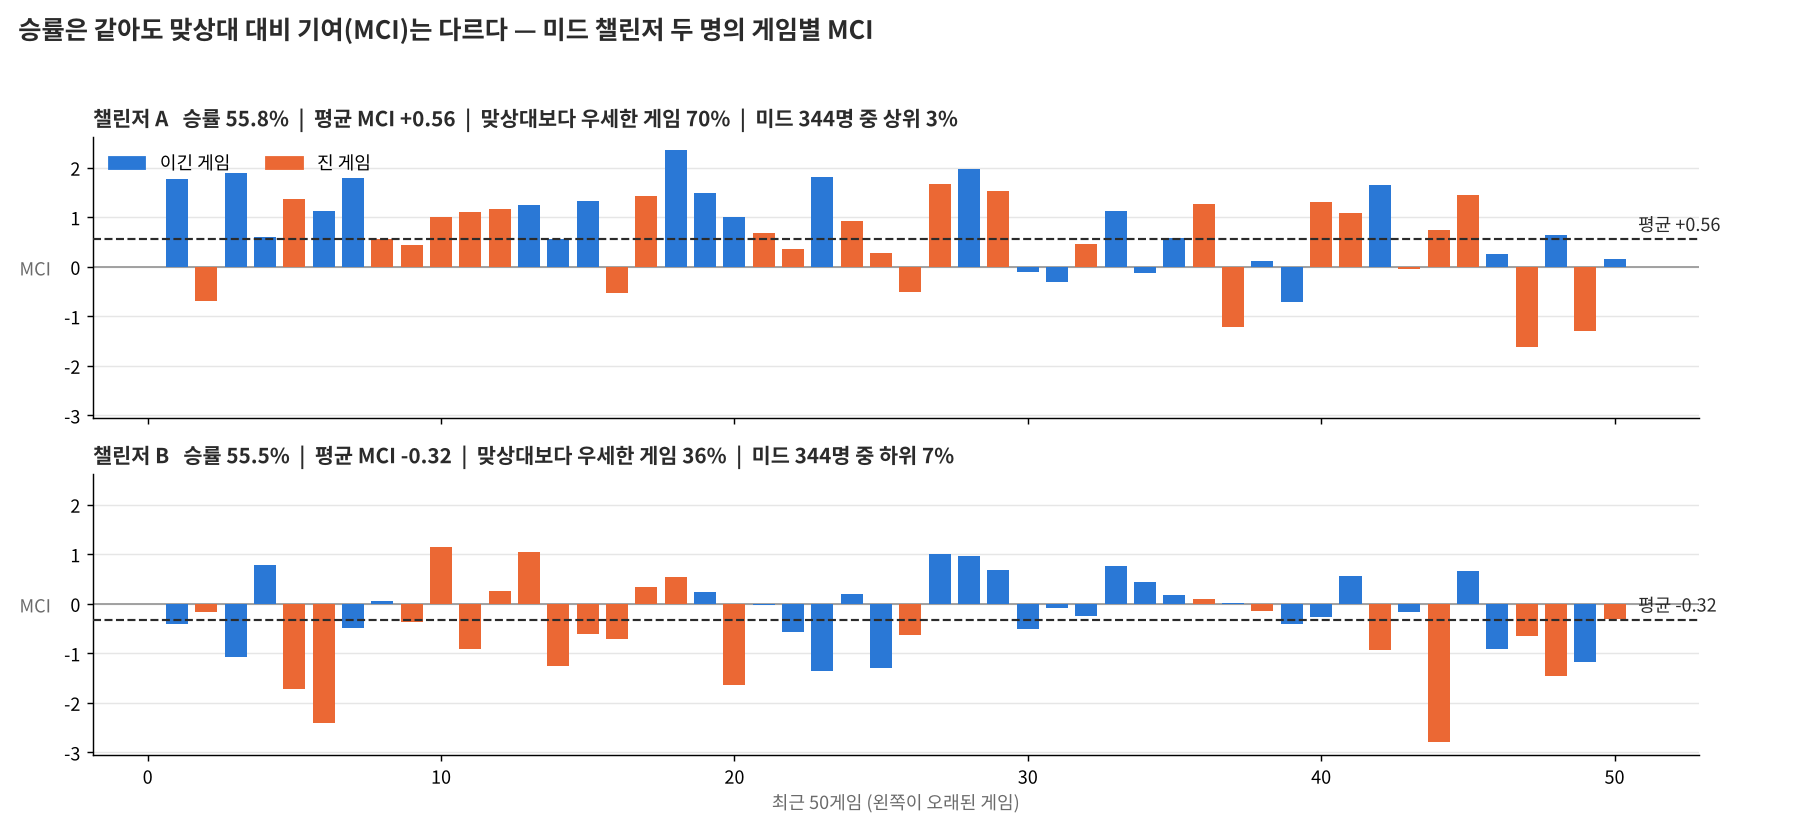 승률은 같아도 맞상대 대비 기여(MCI)는 다르다 — 미드 챌린저 두 명의 게임별 MCI
챌린저 A 승률 55.8% | 평균 MCI +0.56 | 맞상대보다 우세한 게임 70% | 미드 344명 중 상위 3%
이긴 게임 진 게임
2
1
평균 +0.56
MCI 0
-1
-2
-3
챌린저 B 승률 55.5% | 평균 MCI -0.32 | 맞상대보다 우세한 게임 36% | 미드 344명 중 하위 7%
2
1
MCI 0 평균 -0.32
-1
-2
-3
0 10 20 30 40 50
최근 50게임 (왼쪽이 오래된 게임)